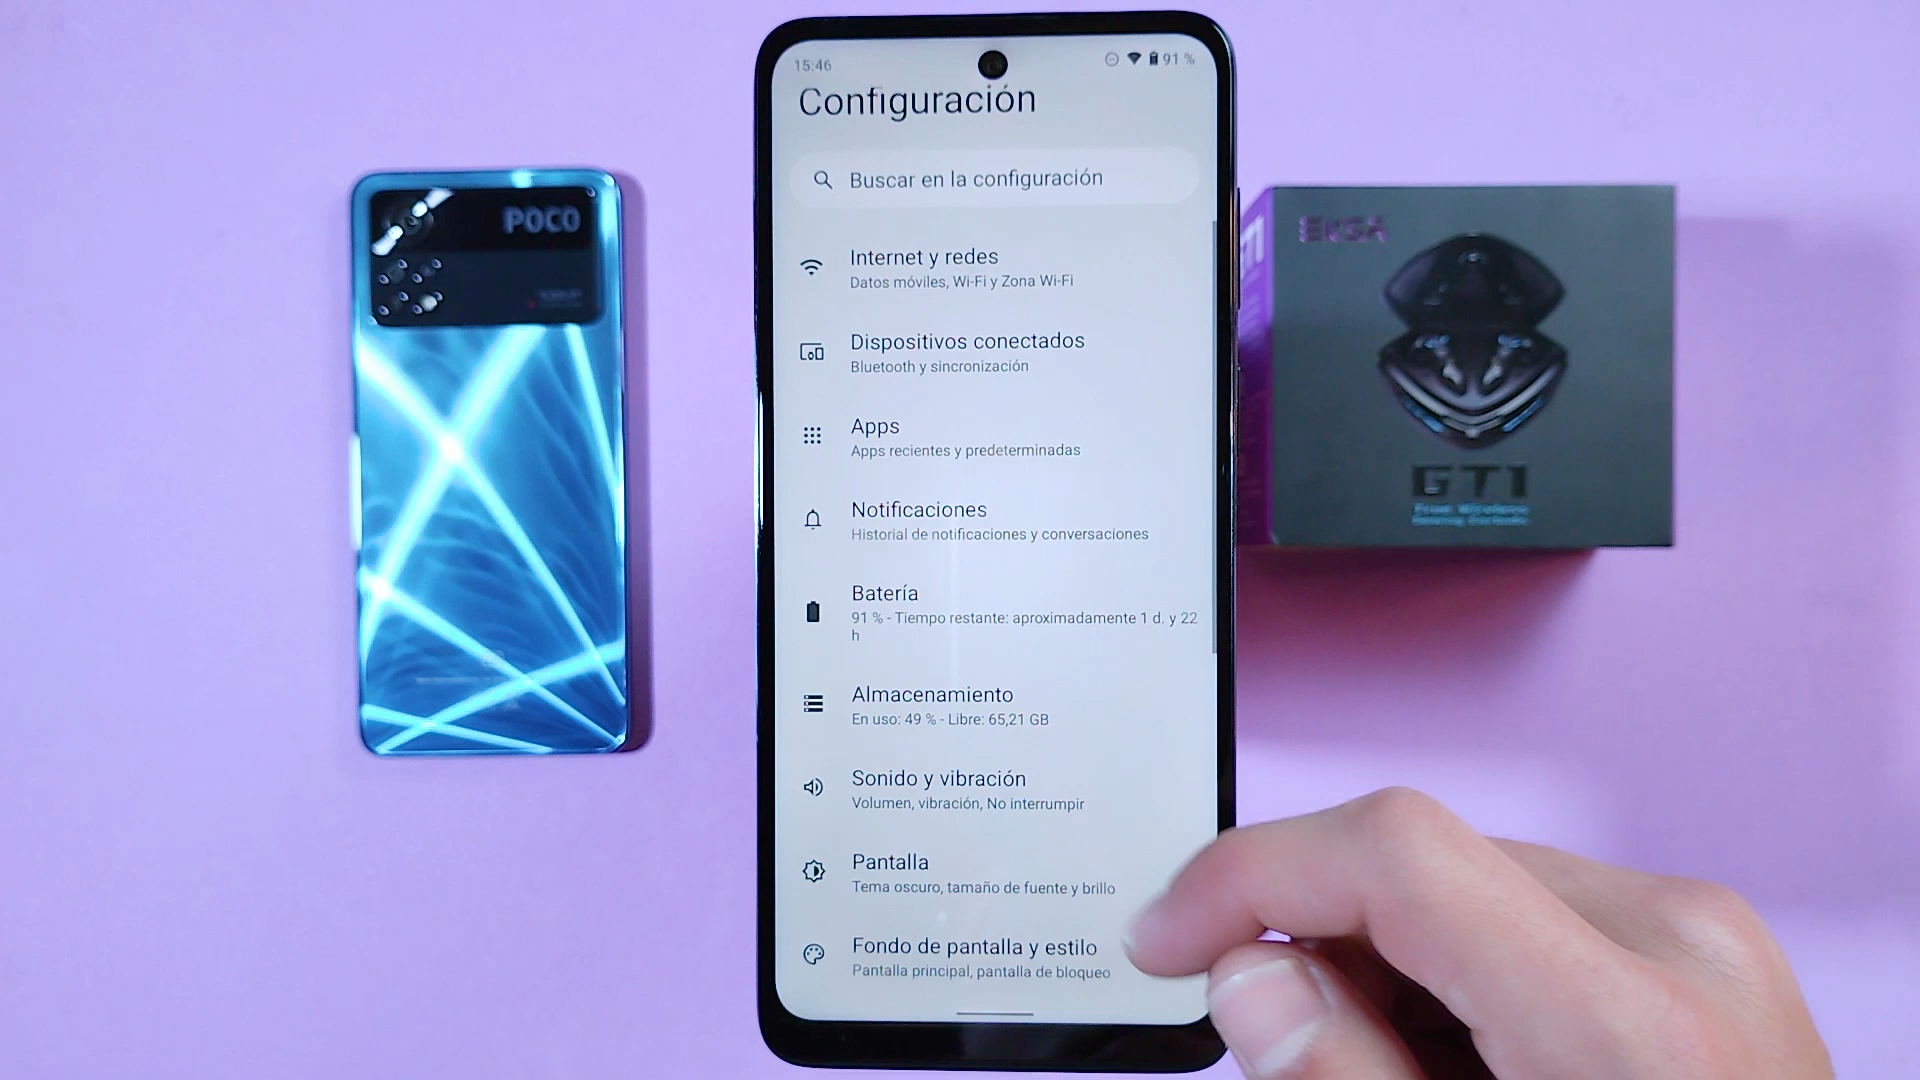 POCO
15:46
91 %
Configuración
Buscar en la configuración
Internet y redes
Datos móviles, Wi-Fi y Zona Wi-Fi
Dispositivos conectados
Bluetooth y sincronización
Apps
Apps recientes y predeterminadas
Notificaciones
Historial de notificaciones y conversaciones
Batería
91 % - Tiempo restante: aproximadamente 1 d. y 22
h
Almacenamiento
En uso: 49 % - Libre: 65,21 GB
Sonido y vibración
Volumen, vibración, No interrumpir
Pantalla
Tema oscuro, tamaño de fuente y brillo
Fondo de pantalla y estilo
Pantalla principal, pantalla de bloqueo
EKSA
GT1
True Wireless